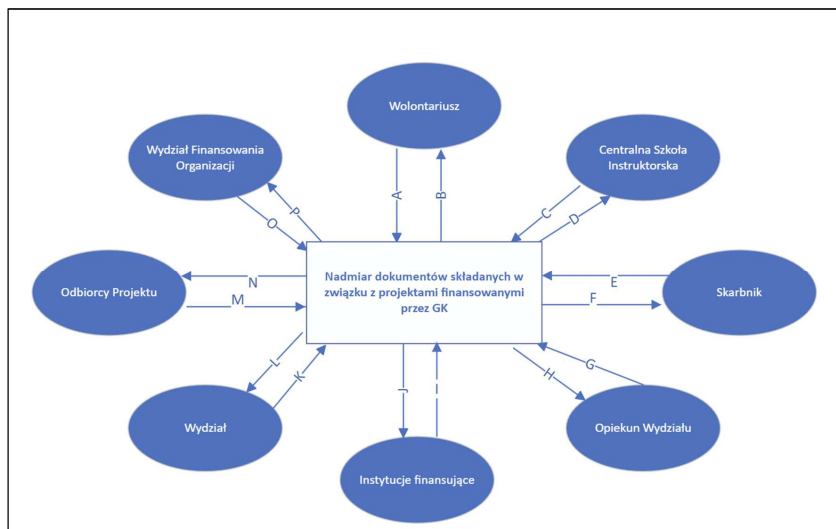 Wolontariusz
Wydział Finansowania
Organizacji
Centralna Szkoła
Instruktorska
A
B
C
D
P
O
Nadmiar dokumentów składanych w
związku z projektami finansowanymi
przez GK
Odbiorcy Projektu
N
M
E
F
Skarbnik
L
K
J
I
H
G
Wydział
Instytucje finansujące
Opiekun Wydziału